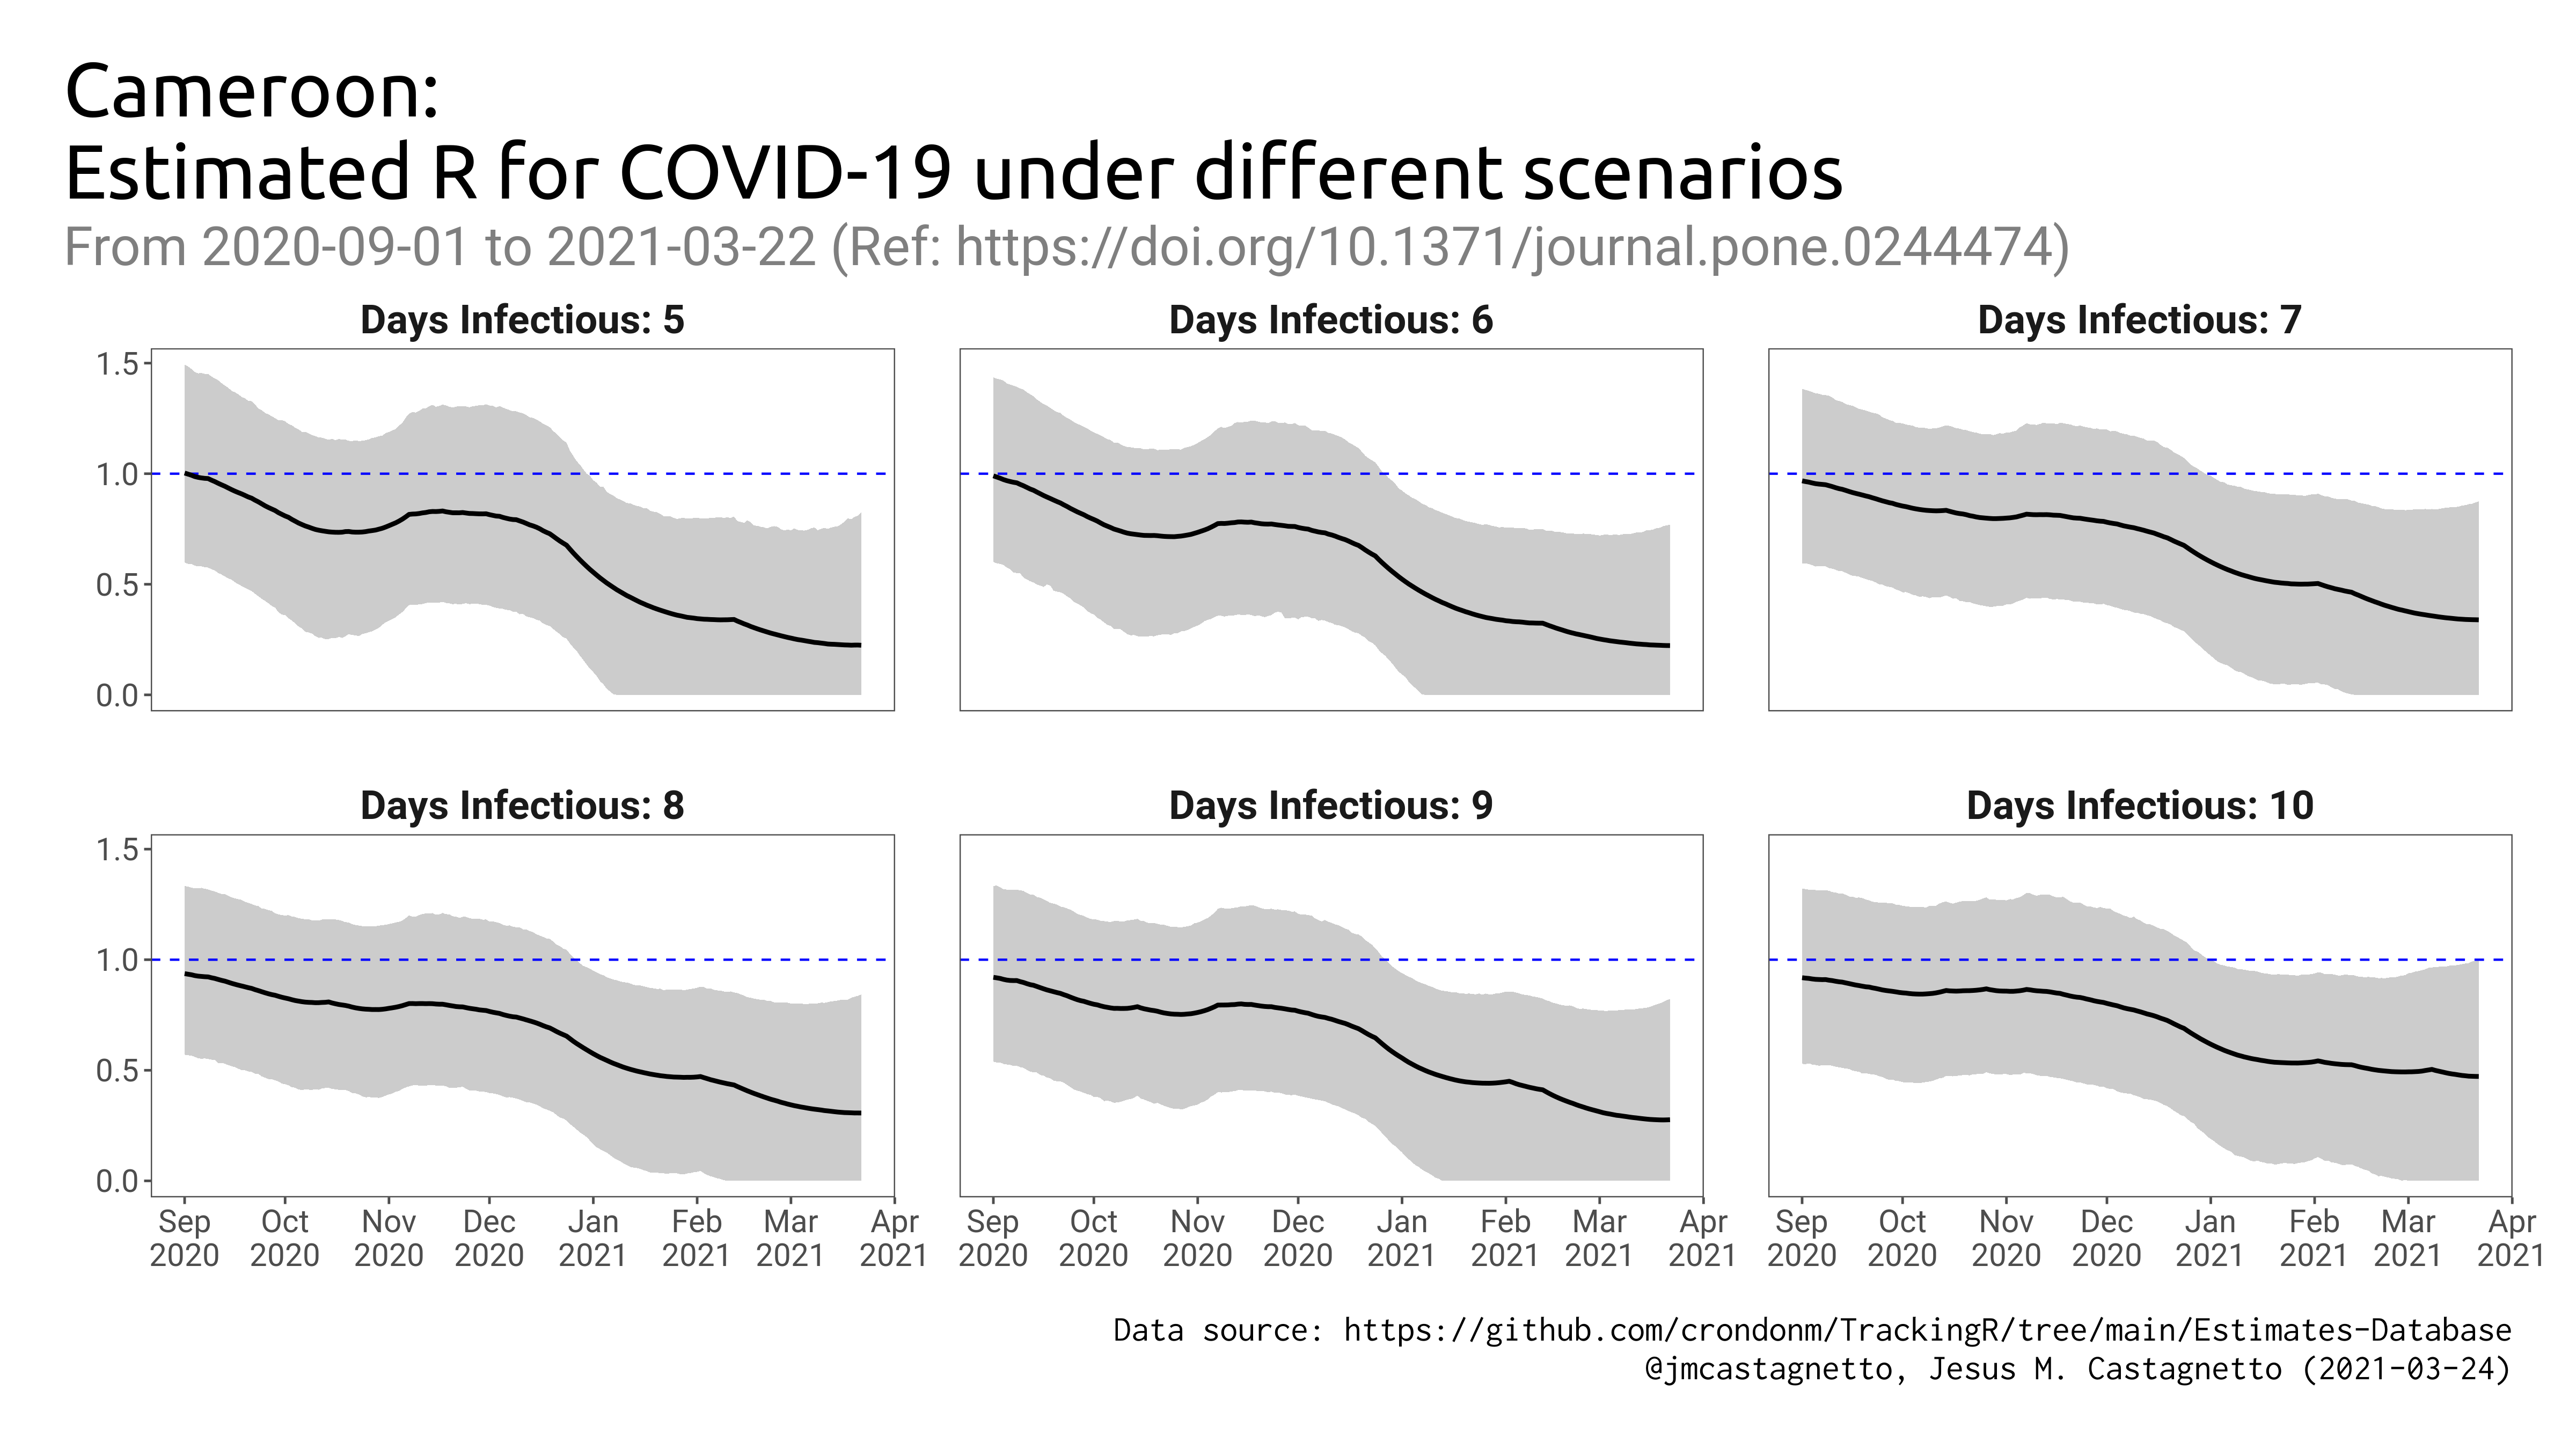 Cameroon:
Estimated R for COVID-19 under different scenarios
From 2020-09-01 to 2021-03-22 (Ref: https://doi.org/10.1371/journal.pone.0244474)
Days Infectious: 5
Days Infectious: 6
Days Infectious: 7
1.5
1.0
0.5
0.0
Days Infectious: 8
Days Infectious: 9
Days Infectious: 10
1.5
1.0
0.5
0.0
Sep Oct Nov Dec Jan Feb Mar Apr
2020 2020 2020 2020 2021 2021 2021 2021
Sep Oct Nov Dec Jan Feb Mar Apr
2020 2020 2020 2020 2021 2021 2021 2021
Sep Oct Nov Dec Jan Feb Mar Apr
2020 2020 2020 2020 2021 2021 2021 2021
Data source: https://github.com/crondonm/TrackingR/tree/main/Estimates-Database
@jmcastagnetto, Jesus M. Castagnetto (2021-03-24)